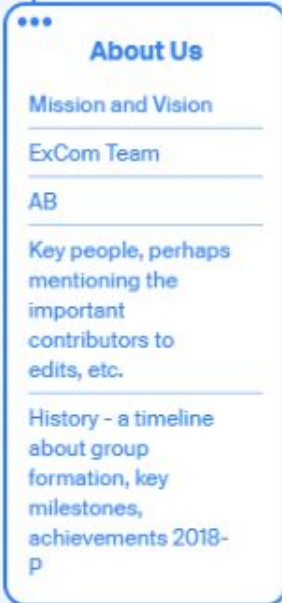 About Us
Mission and Vision
ExCom Team
AB
Key people, perhaps
mentioning the
important
contributors to
edits, etc.
History - a timeline
about group
formation, key
milestones,
achievements 2018-
P